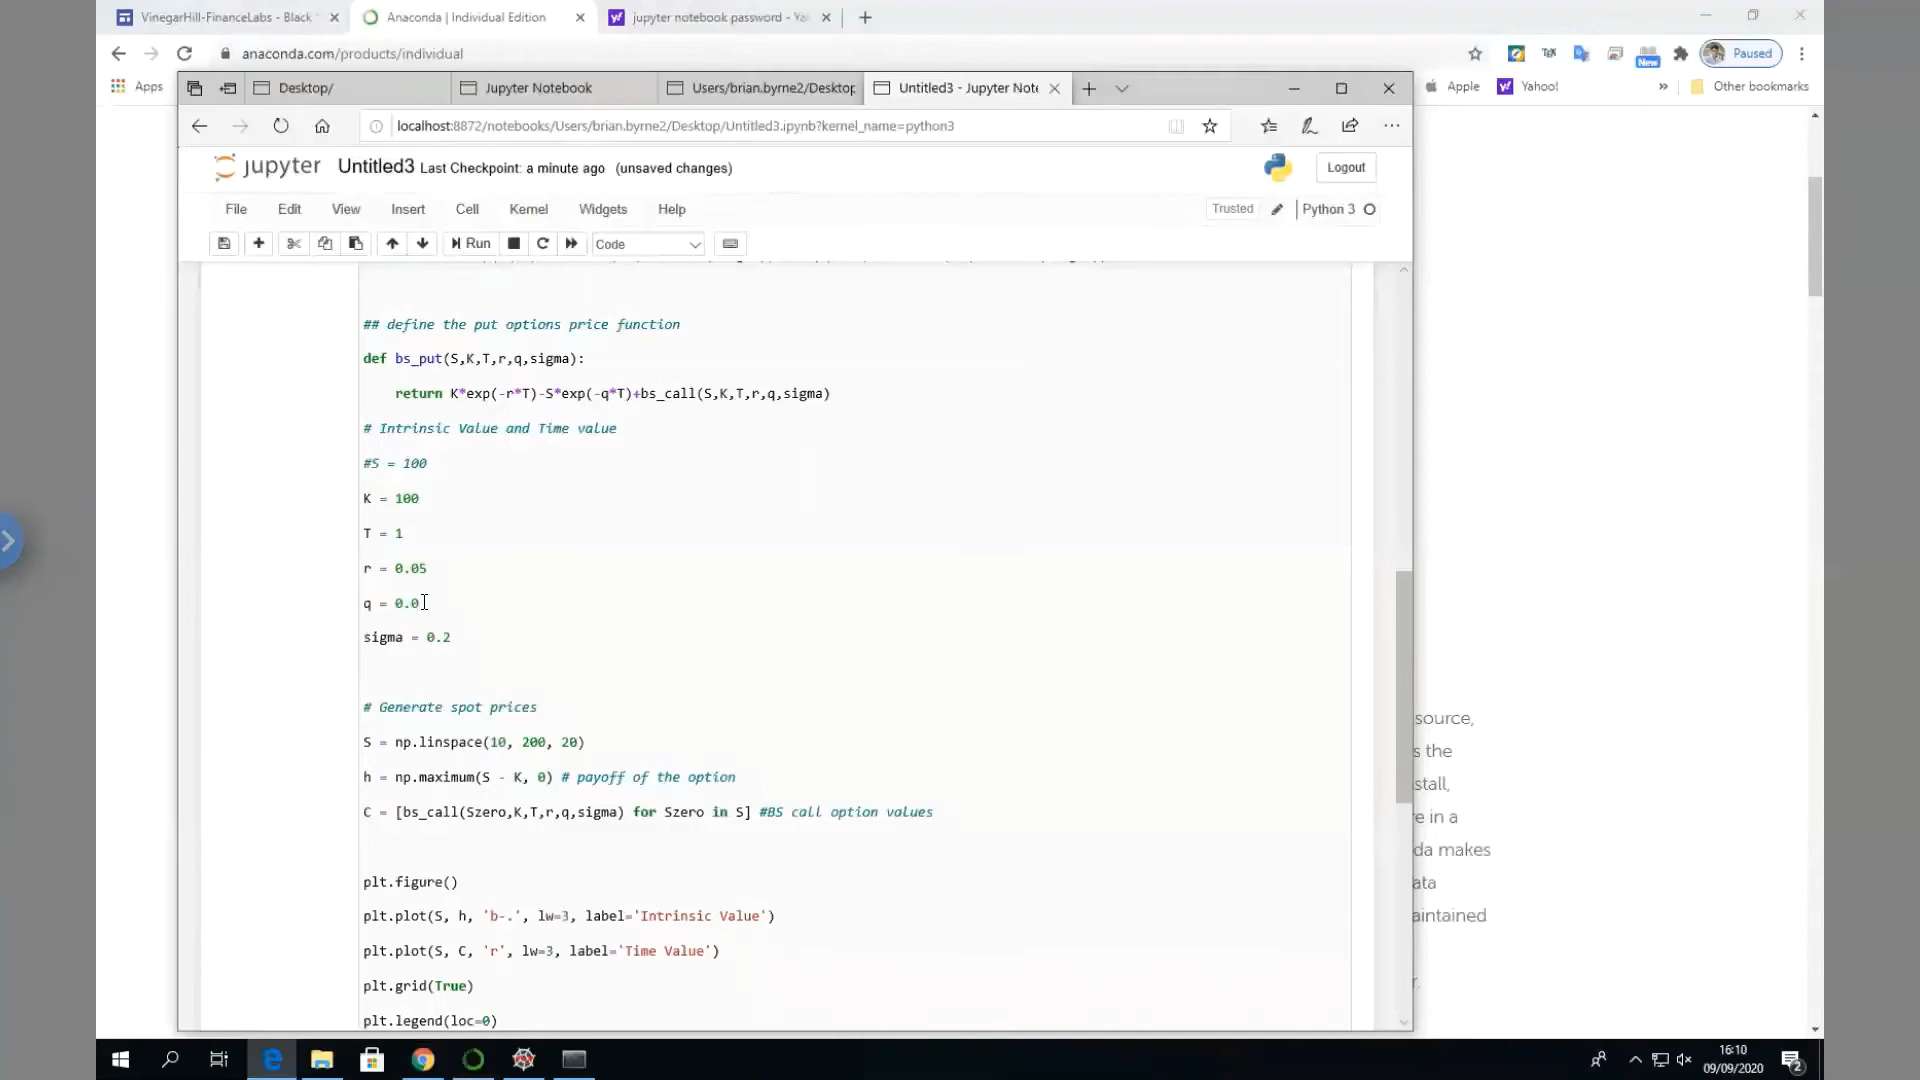 VinegarHill-FinanceLabs - Black
Anaconda | Individual Edition
jupyter notebook password - Ya
anaconda.com/products/individual
New
Paused
Apps
Apple
Yahoo!
Other bookmarks
Desktop/
Jupyter Notebook
Users/brian.byrne2/Desktop
Untitled3 - Jupyter Note
localhost:8872/notebooks/Users/brian.byrne2/Desktop/Untitled3.ipynb?kernel_name=python3
jupyter
Untitled3 Last Checkpoint: a minute ago (unsaved changes)
Logout
File Edit View Insert Cell Kernel Widgets Help
Trusted
Python 3
Run
Code
## define the put options price function
def bs_put(S,K,T,r,q,sigma):
return K*exp(-r*T)-S*exp(-q*T)+bs_call(S,K,T,r,q,sigma)
# Intrinsic Value and Time value
#S = 100
K = 100
T = 1
r = 0.05
q = 0.0
sigma = 0.2
# Generate spot prices
S = np.linspace(10, 200, 20)
h = np.maximum(S - K, 0) # payoff of the option
C = [bs_call(Szero,K,T,r,q,sigma) for Szero in S] #BS call option values
plt.figure()
plt.plot(S, h, 'b-.', lw=3, label='Intrinsic Value')
plt.plot(S, C, 'r', lw=3, label='Time Value')
plt.grid(True)
plt.legend(loc=0)
source,
s the
stall,
e in a
da makes
ata
aintained
r.
16:10
09/09/2020
2